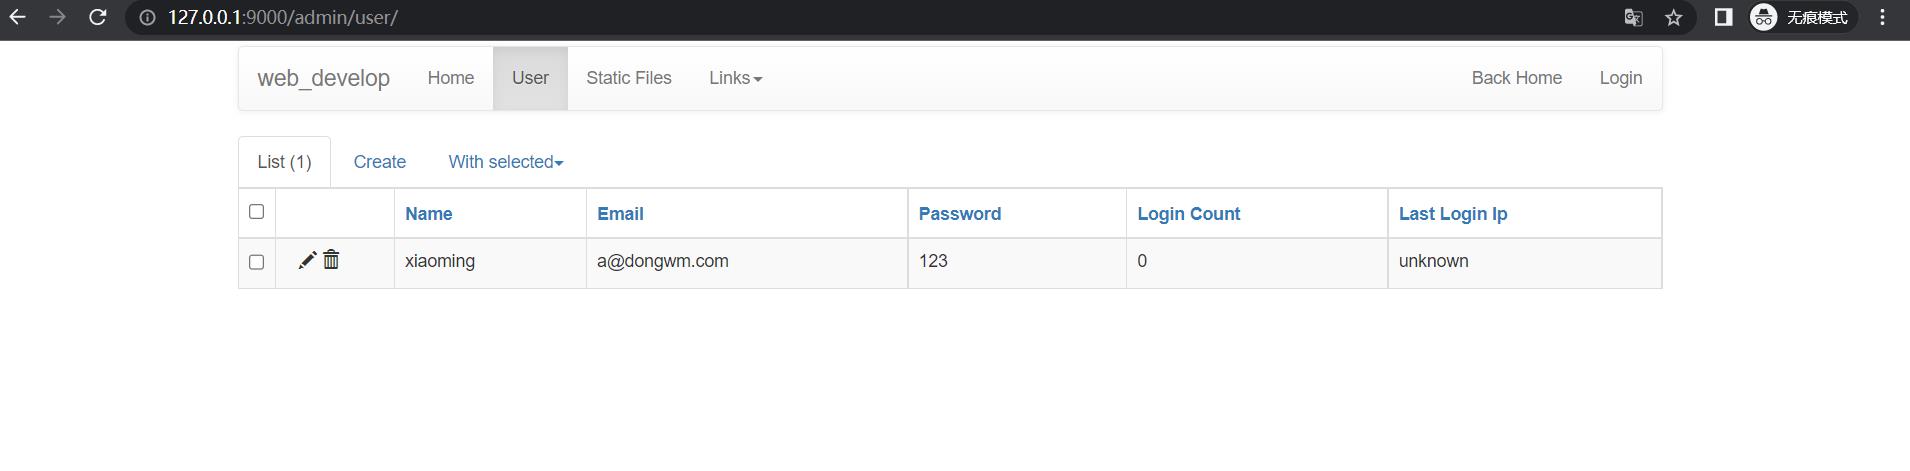 127.0.0.1:9000/admin/user/ 无痕模式
web_develop Home User Static Files Links Back Home Login
List (1) Create With selected
Name Email Password Login Count Last Login Ip
xiaoming a@dongwm.com 123 0 unknown